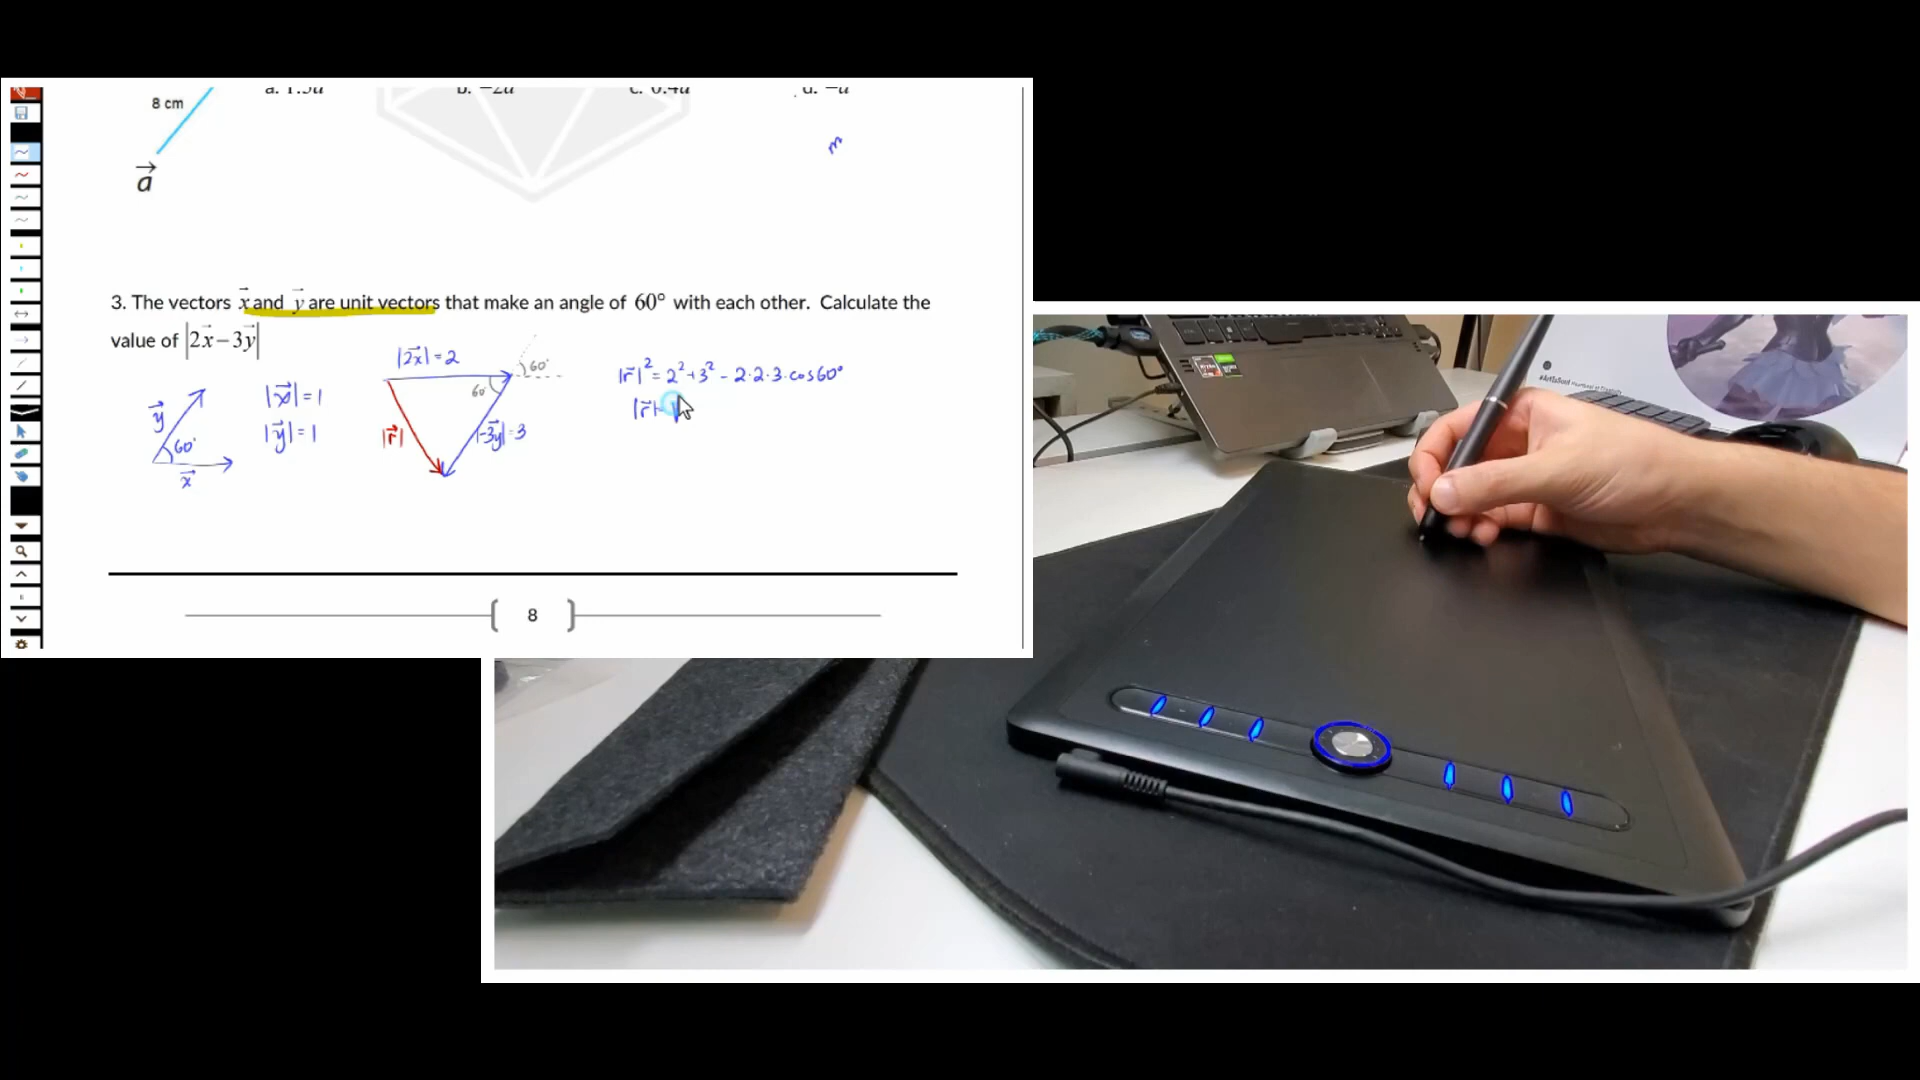 8 cm
a⃗
3. The vectors x⃗ and y⃗ are unit vectors that make an angle of 60° with each other. Calculate the
value of |2x⃗ − 3y⃗|
y⃗
60°
x⃗
|x⃗| = 1
|y⃗| = 1
|2x⃗| = 2
60°
60°
|r⃗|
|-3y⃗| = 3
|r⃗|² = 2² + 3² - 2·2·3·cos60°
|r⃗| =
8